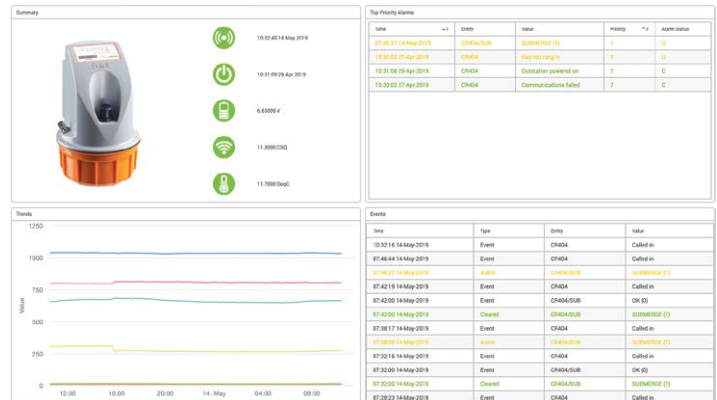 Summary
10:32:48 14 May 2019
10:31:09 29 Apr 2019
6.65006 V
11.0000 CSQ
11.7000 DegC
Top Priority Alarms
Time Entity Value Priority Alarm Status
07:46:27 14-May-2019 CR404/SUB SUBMERGE (1) 1 U
10:30:02 27-Apr-2019 CR404 Has not rang in U
10:31:08 29-Apr-2019 CR404 Outstation powered on 7 C
10:30:02 27-Apr-2019 CR404 Communications failed 7 C
Trends
1250
1000
750
500
250
0
Value
12:00 16:00 20:00 14. May 04:00 08:00
Events
Time Type Entity Value
10:32:16 14-May-2019 Event CR404 Called in
07:46:44 14-May-2019 Event CR404 Called in
07:46:27 14-May-2019 Alarm CR404/SUB SUBMERGE (1)
07:42:19 14-May-2019 Event CR404 Called in
07:42:00 14-May-2019 Event CR404/SUB OK (0)
07:42:00 14-May-2019 Cleared CR404/SUB SUBMERGE (1)
07:38:17 14-May-2019 Event CR404 Called in
07:38:00 14-May-2019 Alarm CR404/SUB SUBMERGE (1)
07:32:16 14-May-2019 Event CR404 Called in
07:32:00 14-May-2019 Event CR404/SUB OK (0)
07:32:00 14-May-2019 Cleared CR404/SUB SUBMERGE (1)
07:28:23 14-May-2019 Event CR404 Called in